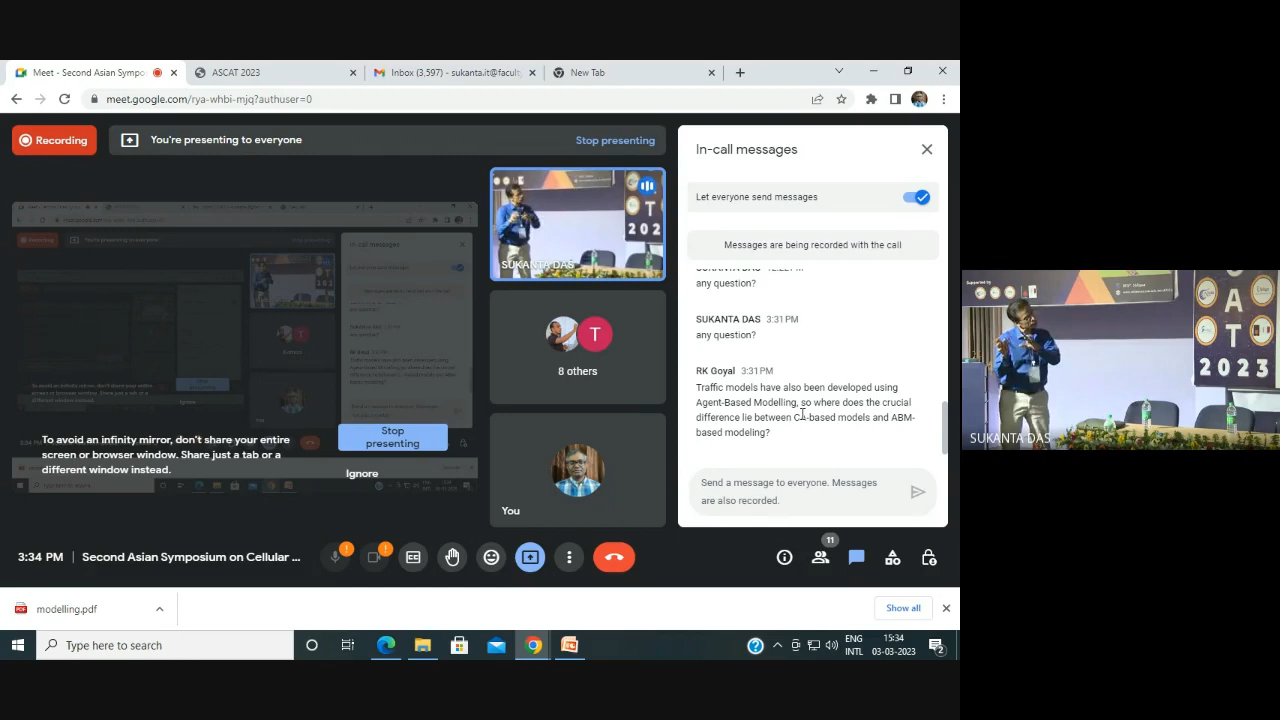 Meet - Second Asian Sympo
ASCAT 2023
Inbox (3,597) - sukanta.it@facult
New Tab
meet.google.com/rya-whbi-mjq?authuser=0
Recording
You're presenting to everyone
Stop presenting
In-call messages
Let everyone send messages
Messages are being recorded with the call
SUKANTA DAS
any question?
SUKANTA DAS 3:31 PM
any question?
RK Goyal 3:31 PM
Traffic models have also been developed using
Agent-Based Modelling, so where does the crucial
difference lie between CA-based models and ABM-
based modeling?
Send a message to everyone. Messages
are also recorded.
SUKANTA DAS
T
8 others
You
To avoid an infinity mirror, don't share your entire
screen or browser window. Share just a tab or a
different window instead.
Stop
presenting
Ignore
3:34 PM | Second Asian Symposium on Cellular ...
11
modelling.pdf
Show all
Type here to search
ENG
INTL
15:34
03-03-2023
2
Supported by
A
T
2023
SUKANTA DAS